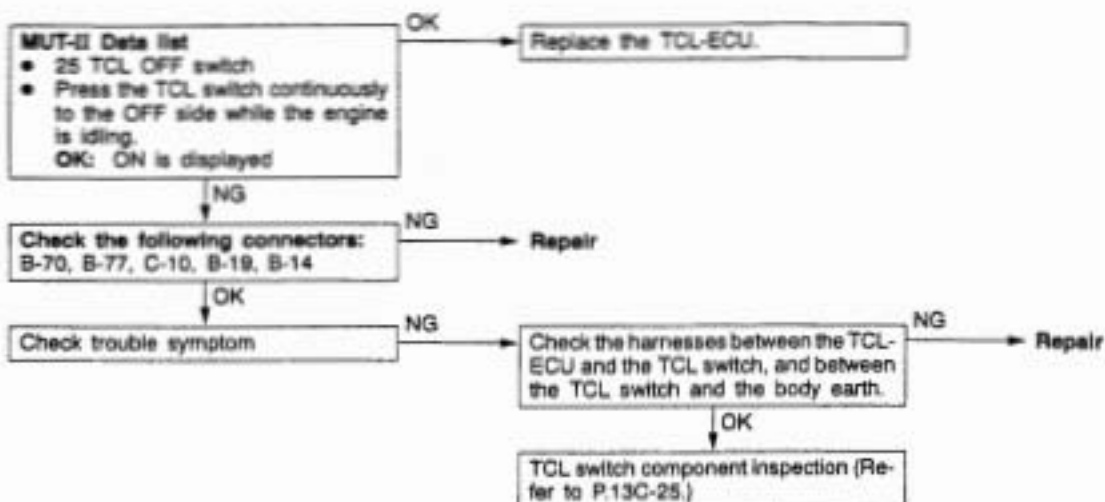 OK
MUT-II Data list
Replace the TCL-ECU.
● 25 TCL OFF switch
● Press the TCL switch continuously
to the OFF side while the engine
is idling.
OK: ON is displayed
NG
Check the following connectors:
B-70, B-77, C-10, B-19, B-14
NG
Repair
OK
Check trouble symptom
NG
Check the harnesses between the TCL-
ECU and the TCL switch, and between
the TCL switch and the body earth.
NG
Repair
OK
TCL switch component inspection (Re-
fer to P.13C-25.)